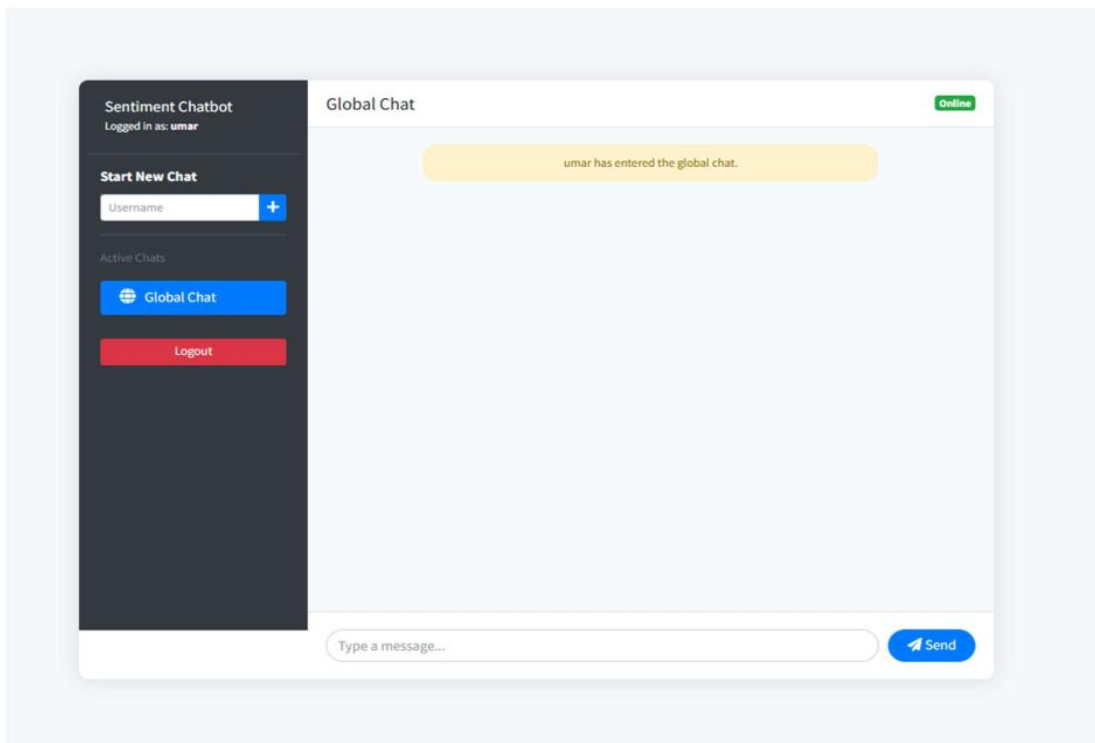 Sentiment Chatbot
Logged in as: umar
Start New Chat
Username
Active Chats
Global Chat
Logout
Global Chat
Online
umar has entered the global chat.
Type a message...
Send